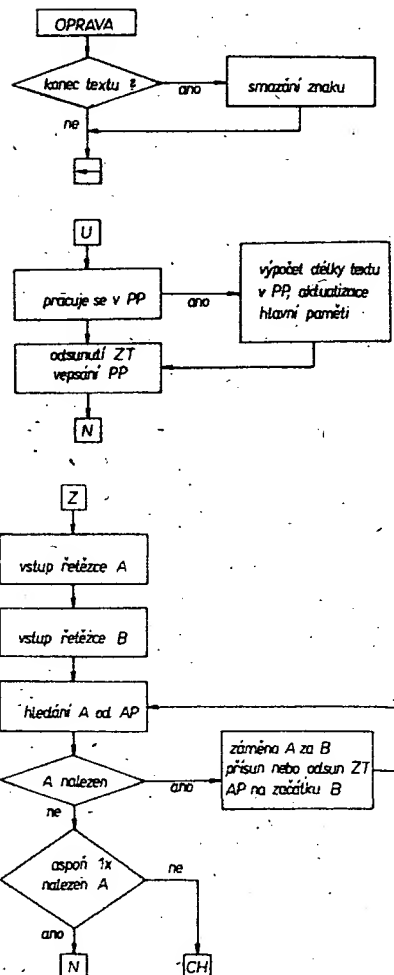 OPRAVA
konec textu ?
ano
smazání znaku
ne
U
pracuje se v PP
ano
výpočet délky textu
v PP, aktualizace
hlavní paměti
odsunutí ZT
vepsání PP
N
Z
vstup řetězce A
vstup řetězce B
hledání A od AP
A nalezen
ano
záměna A za B
přísun nebo odsun ZT
AP na začátku B
ne
aspoň 1x
nalezen A
ne
ano
N
CH